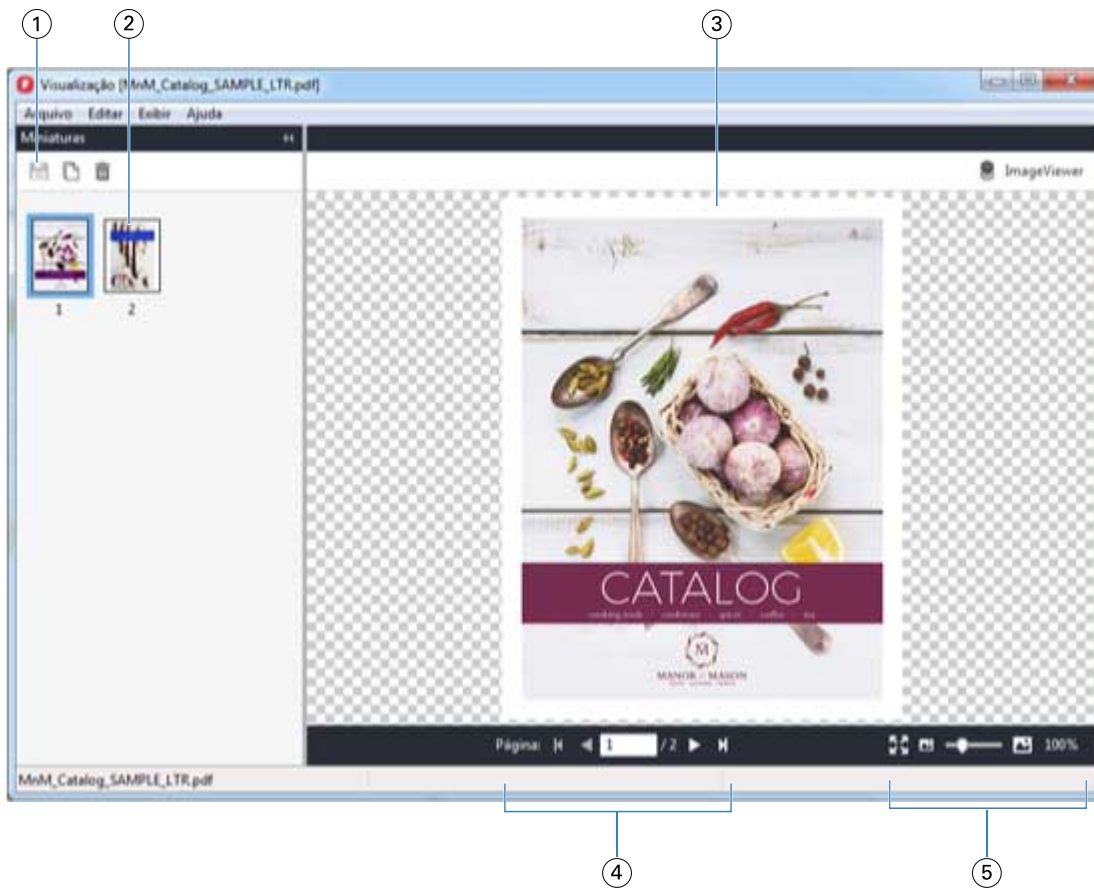 1
2
3
Visualização [MnM_Catalog_SAMPLE_LTR.pdf]
Arquivo Editar Exibir Ajuda
Miniaturas
ImageViewer
1
2
CATALOG
MANOR MASON
M
Página: 1 / 2
100%
MnM_Catalog_SAMPLE_LTR.pdf
4
5